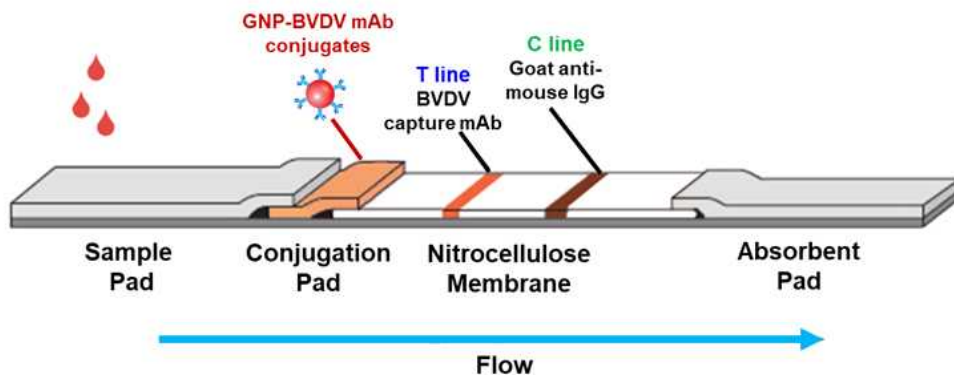 GNP-BVDV mAb
conjugates
T line
BVDV
capture mAb
C line
Goat anti-
mouse IgG
Sample
Pad
Conjugation
Pad
Nitrocellulose
Membrane
Absorbent
Pad
Flow